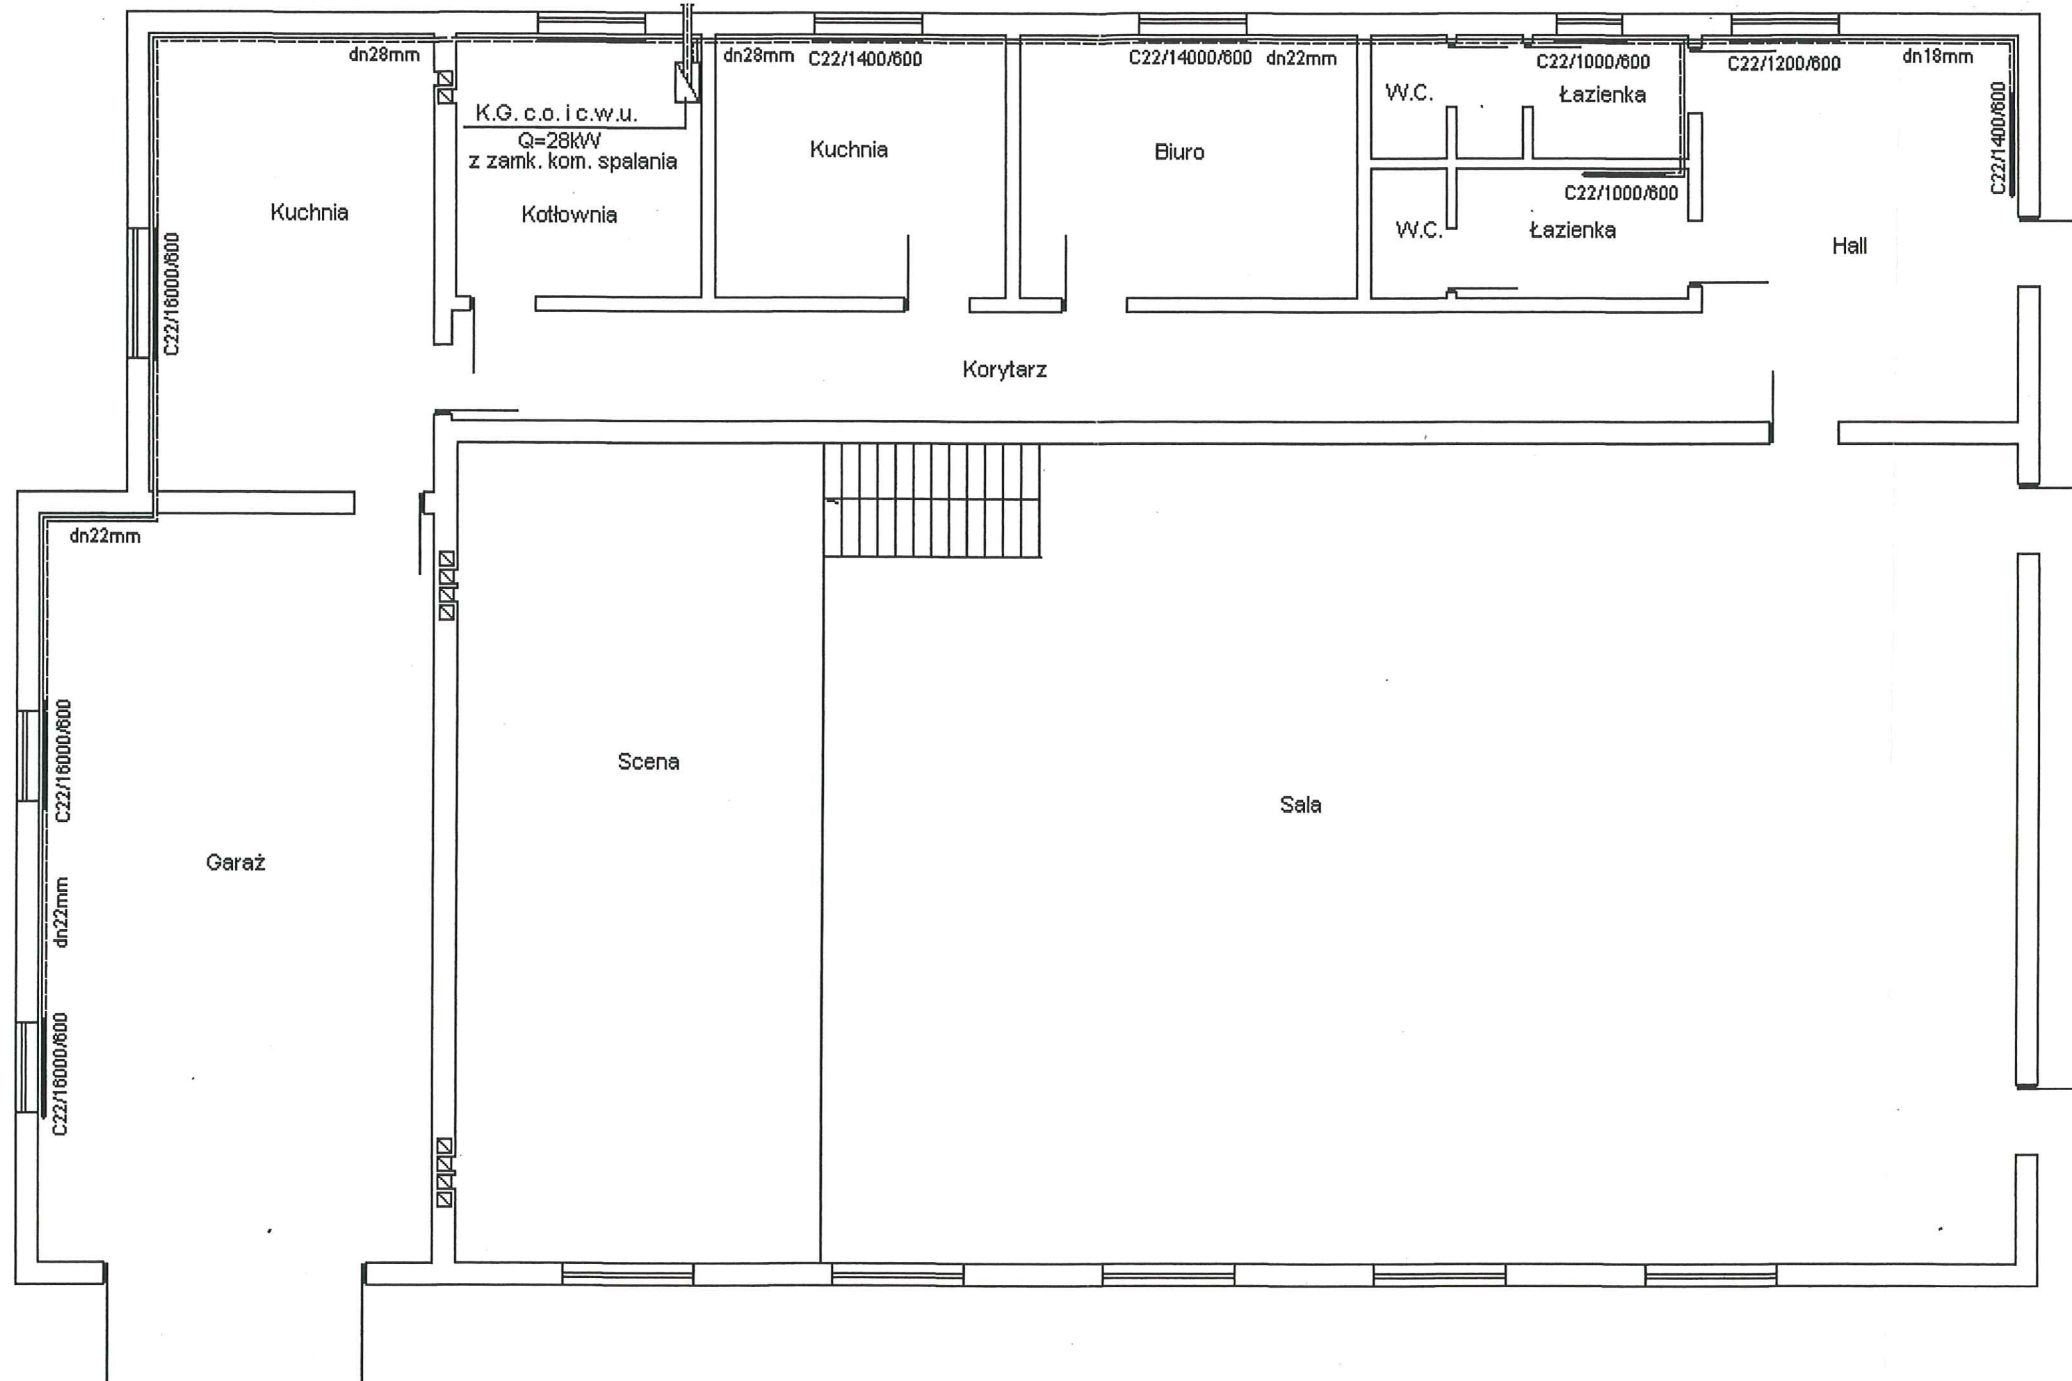 dn28mm
dn28mm
C22/1400/600
C22/14000/600
dn22mm
C22/1000/600
C22/1200/600
dn18mm
K.G. c.o. i c.w.u.
Q=28kW
z zamk. kom. spalania
W.C.
Łazienka
C22/1400/600
Kuchnia
Biuro
C22/1000/600
Kuchnia
Kotłownia
W.C.
Łazienka
Hall
C22/16000/600
Korytarz
dn22mm
C22/16000/600
Scena
Sala
Garaż
dn22mm
C22/16000/600